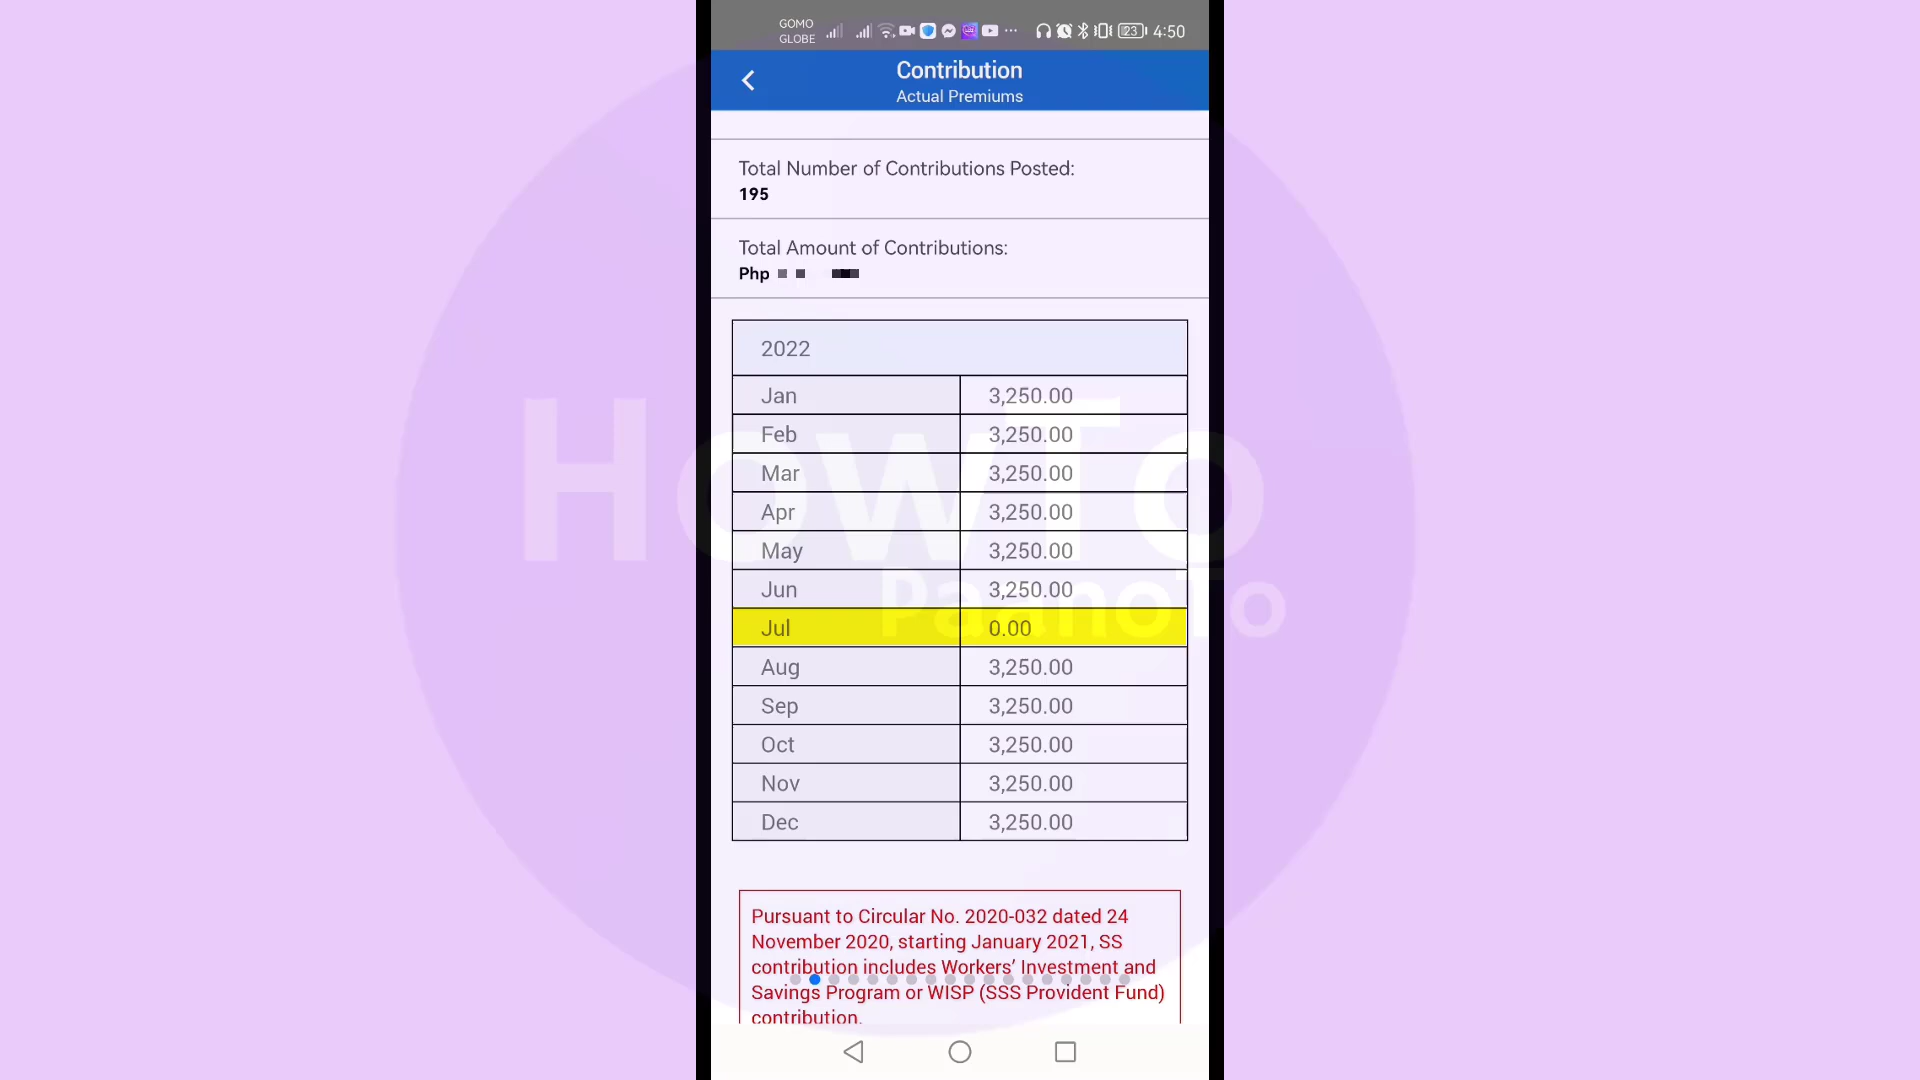 GOMO
GLOBE
23 4:50
Contribution
Actual Premiums
Total Number of Contributions Posted:
195
Total Amount of Contributions:
Php
2022
Jan 3,250.00
Feb 3,250.00
Mar 3,250.00
Apr 3,250.00
May 3,250.00
Jun 3,250.00
Jul 0.00
Aug 3,250.00
Sep 3,250.00
Oct 3,250.00
Nov 3,250.00
Dec 3,250.00
HowTo
PaanoTo
Pursuant to Circular No. 2020-032 dated 24
November 2020, starting January 2021, SS
contribution includes Workers’ Investment and
Savings Program or WISP (SSS Provident Fund)
contribution.